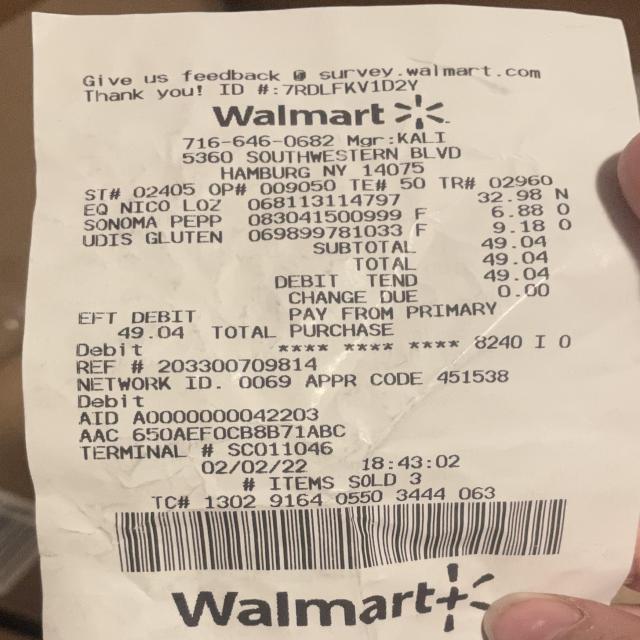 Give us feedback @ survey.walmart.com
Thank you! ID #:7RDLFKV1D2Y
Walmart
716-646-0682 Mgr:KALI
5360 SOUTHWESTERN BLVD
HAMBURG NY 14075
ST# 02405 OP# 009050 TE# 50 TR# 02960
EQ NICO LOZ 068113114797 32.98 N
SONOMA PEPP 083041500999 F 6.88 O
UDIS GLUTEN 069899781033 F 9.18 O
SUBTOTAL 49.04
TOTAL 49.04
DEBIT TEND 49.04
CHANGE DUE 0.00
EFT DEBIT PAY FROM PRIMARY
49.04 TOTAL PURCHASE
Debit **** **** **** 8240 I 0
REF # 203300709814
NETWORK ID. 0069 APPR CODE 451538
Debit
AID A0000000042203
AAC 650AEF0CB8B71ABC
TERMINAL # SC011046
02/02/22 18:43:02
# ITEMS SOLD 3
TC# 1302 9164 0550 3444 063
Walmart+